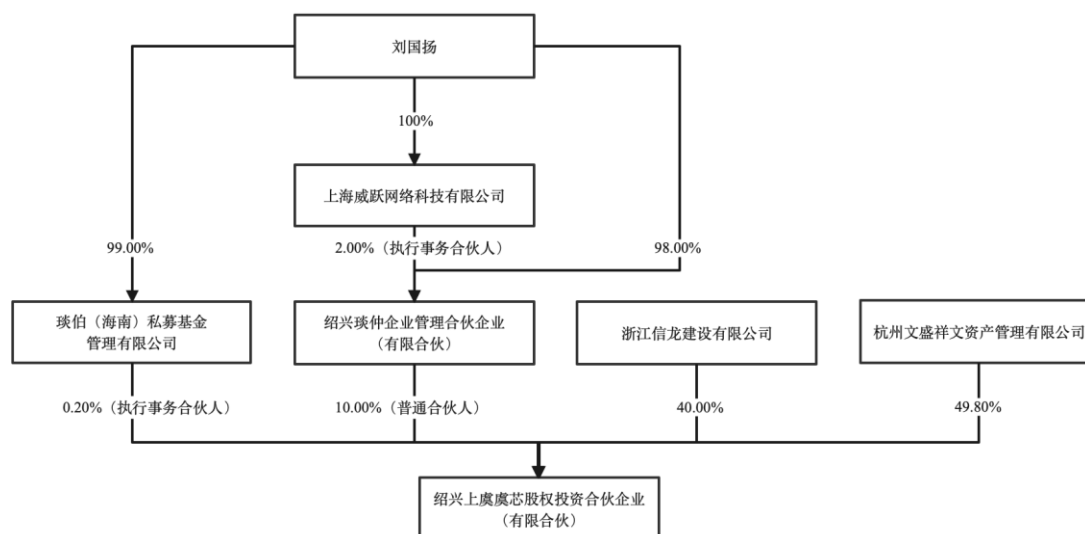 刘国扬
100%
上海威跃网络科技有限公司
99.00%
2.00%（执行事务合伙人）
98.00%
琰伯（海南）私募基金
管理有限公司
绍兴琰仲企业管理合伙企业
（有限合伙）
浙江信龙建设有限公司
杭州文盛祥文资产管理有限公司
0.20%（执行事务合伙人）
10.00%（普通合伙人）
40.00%
49.80%
绍兴上虞虞芯股权投资合伙企业
（有限合伙）